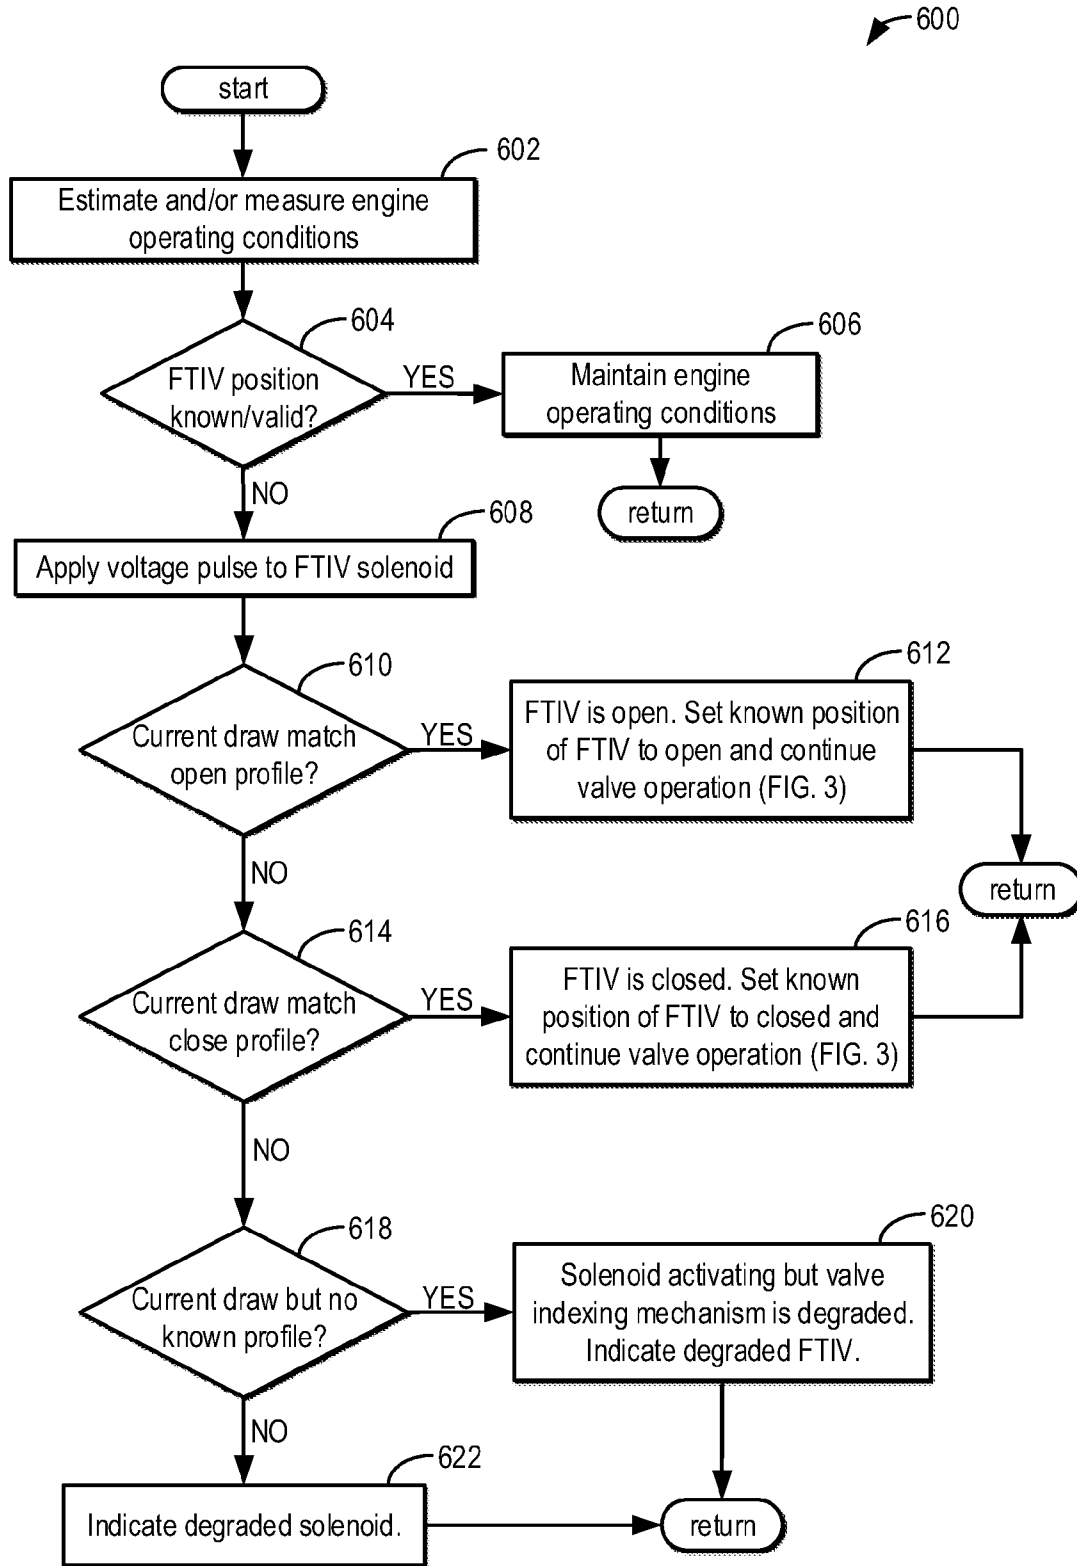 600
start
602
Estimate and/or measure engine
operating conditions
604
FTIV position
known/valid?
YES
606
Maintain engine
operating conditions
return
NO
608
Apply voltage pulse to FTIV solenoid
610
Current draw match
open profile?
YES
612
FTIV is open. Set known position
of FTIV to open and continue
valve operation (FIG. 3)
return
NO
614
Current draw match
close profile?
YES
616
FTIV is closed. Set known
position of FTIV to closed and
continue valve operation (FIG. 3)
NO
618
Current draw but no
known profile?
YES
620
Solenoid activating but valve
indexing mechanism is degraded.
Indicate degraded FTIV.
NO
622
Indicate degraded solenoid.
return